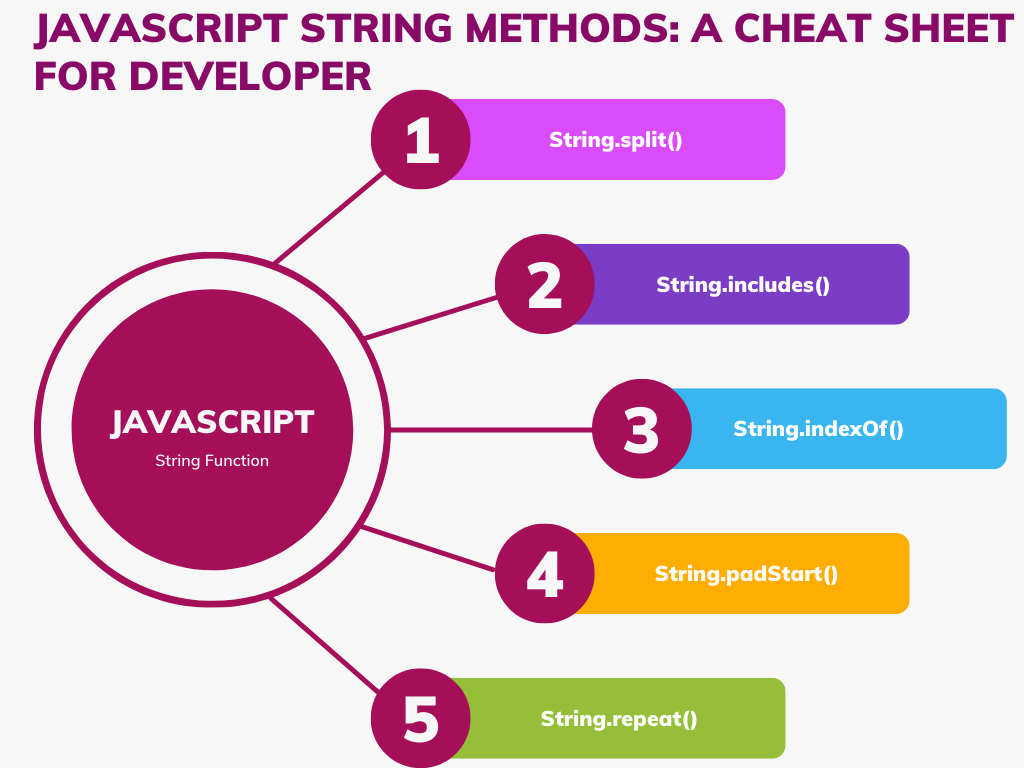 JAVASCRIPT STRING METHODS: A CHEAT SHEET
FOR DEVELOPER
1
String.split()
2
String.includes()
JAVASCRIPT
String Function
3
String.indexOf()
4
String.padStart()
5
String.repeat()